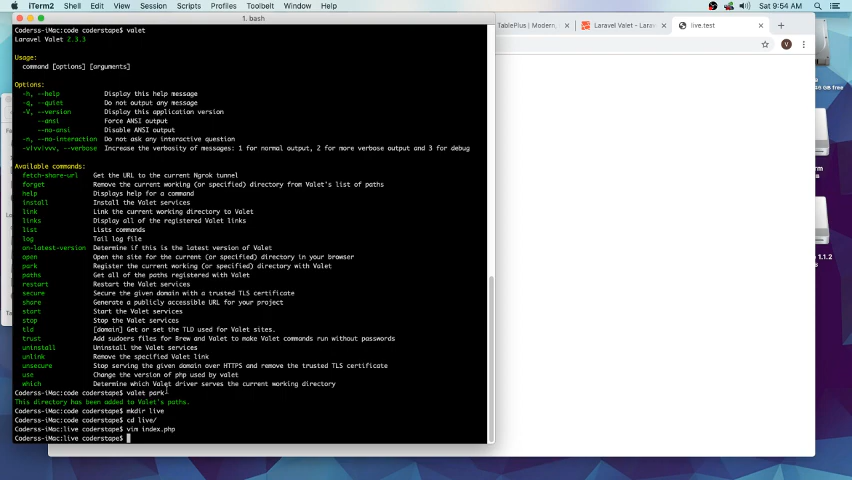 iTerm2 Shell Edit View Session Scripts Profiles Toolbelt Window Help
Sat 9:54 AM
1. bash
TablePlus | Modern, Laravel Valet - Larav live.test
V
Coderss-iMac:code coderstape$ valet
Laravel Valet 2.3.3
Usage:
command [options] [arguments]
Options:
-h, --help Display this help message
-q, --quiet Do not output any message
-V, --version Display this application version
--ansi Force ANSI output
--no-ansi Disable ANSI output
-n, --no-interaction Do not ask any interactive question
-v|vv|vvv, --verbose Increase the verbosity of messages: 1 for normal output, 2 for more verbose output and 3 for debug
Available commands:
fetch-share-url Get the URL to the current Ngrok tunnel
forget Remove the current working (or specified) directory from Valet's list of paths
help Displays help for a command
install Install the Valet services
link Link the current working directory to Valet
links Display all of the registered Valet links
list Lists commands
log Tail log file
on-latest-version Determine if this is the latest version of Valet
open Open the site for the current (or specified) directory in your browser
park Register the current working (or specified) directory with Valet
paths Get all of the paths registered with Valet
restart Restart the Valet services
secure Secure the given domain with a trusted TLS certificate
share Generate a publicly accessible URL for your project
start Start the Valet services
stop Stop the Valet services
tld [domain] Get or set the TLD used for Valet sites.
trust Add sudoers files for Brew and Valet to make Valet commands run without passwords
uninstall Uninstall the Valet services
unlink Remove the specified Valet link
unsecure Stop serving the given domain over HTTPS and remove the trusted TLS certificate
use Change the version of php used by valet
which Determine which Valet driver serves the current working directory
Coderss-iMac:code coderstape$ valet park
This directory has been added to Valet's paths.
Coderss-iMac:code coderstape$ mkdir live
Coderss-iMac:code coderstape$ cd live/
Coderss-iMac:live coderstape$ vim index.php
Coderss-iMac:live coderstape$
GB free
1.1.2